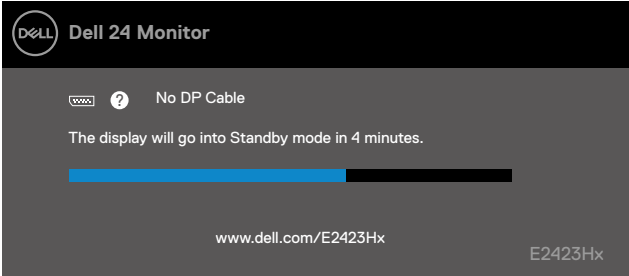 DELL Dell 24 Monitor
? No DP Cable
The display will go into Standby mode in 4 minutes.
www.dell.com/E2423Hx
E2423Hx